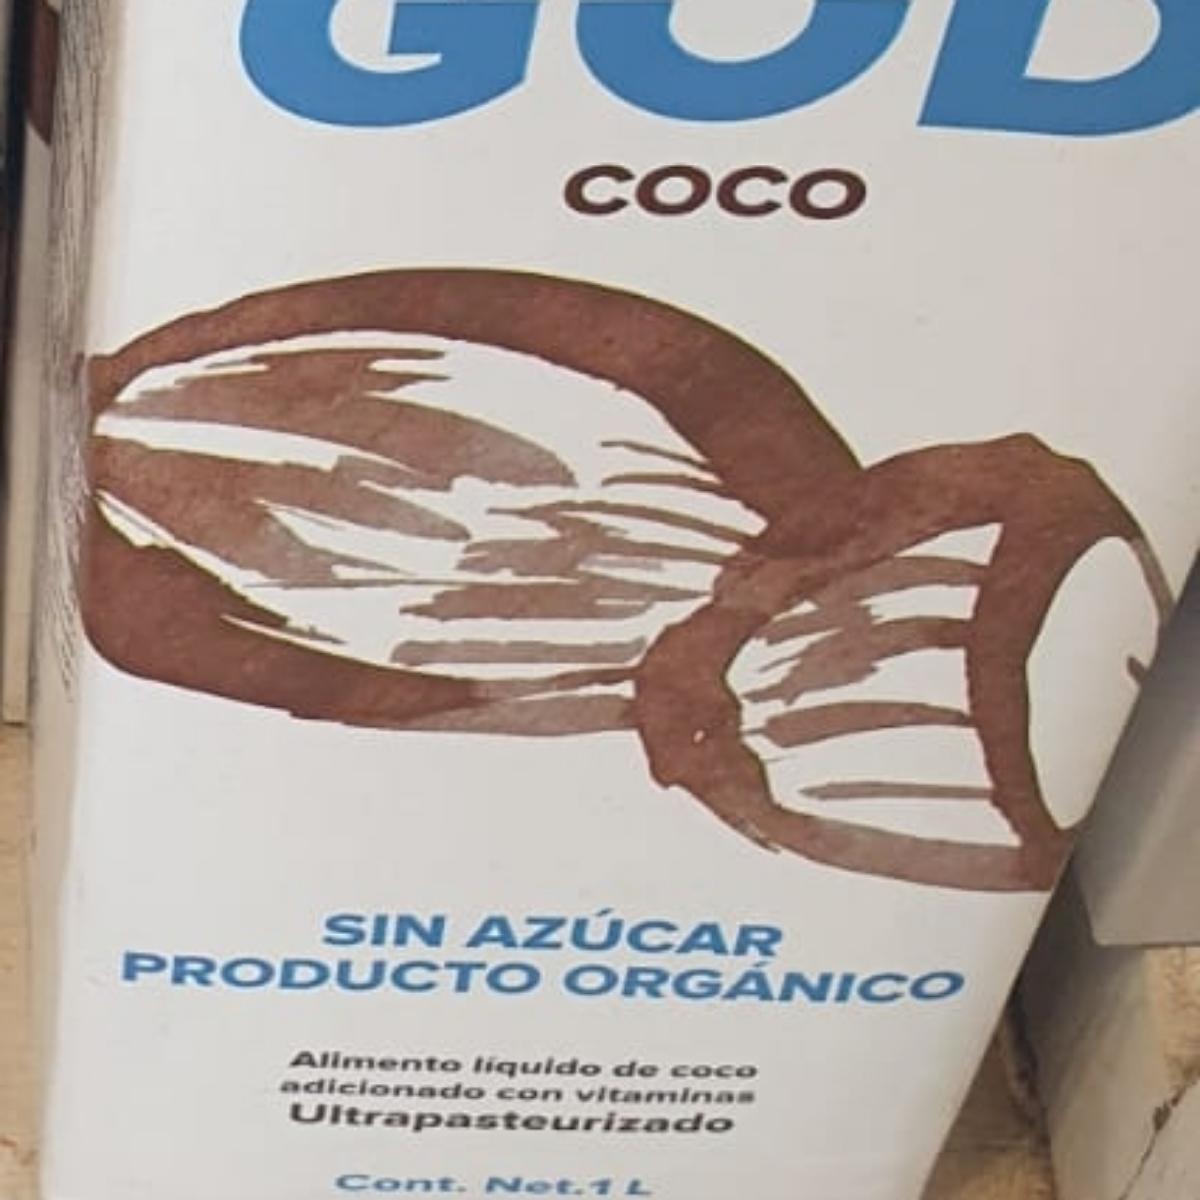 COCO
SIN AZÚCAR
PRODUCTO ORGÁNICO
Alimento líquido de coco
adicionado con vitaminas
Ultrapasteurizado
Cont. Net.1 L